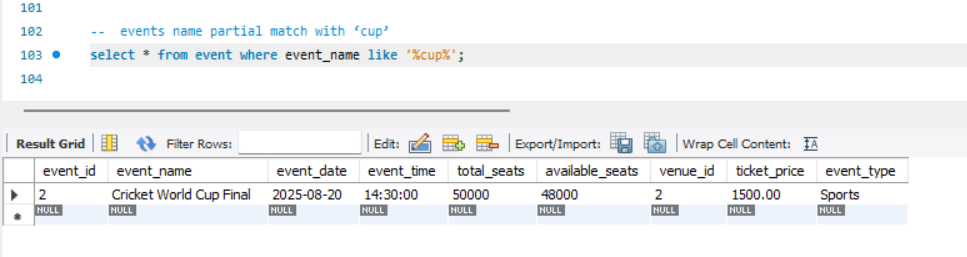 101
102 -- events name partial match with ‘cup’
103 select * from event where event_name like '%cup%';
104
Result Grid Filter Rows: Edit: Export/Import: Wrap Cell Content: IA
event_id event_name event_date event_time total_seats available_seats venue_id ticket_price event_type
2 Cricket World Cup Final 2025-08-20 14:30:00 50000 48000 2 1500.00 Sports
NULL NULL NULL NULL NULL NULL NULL NULL NULL